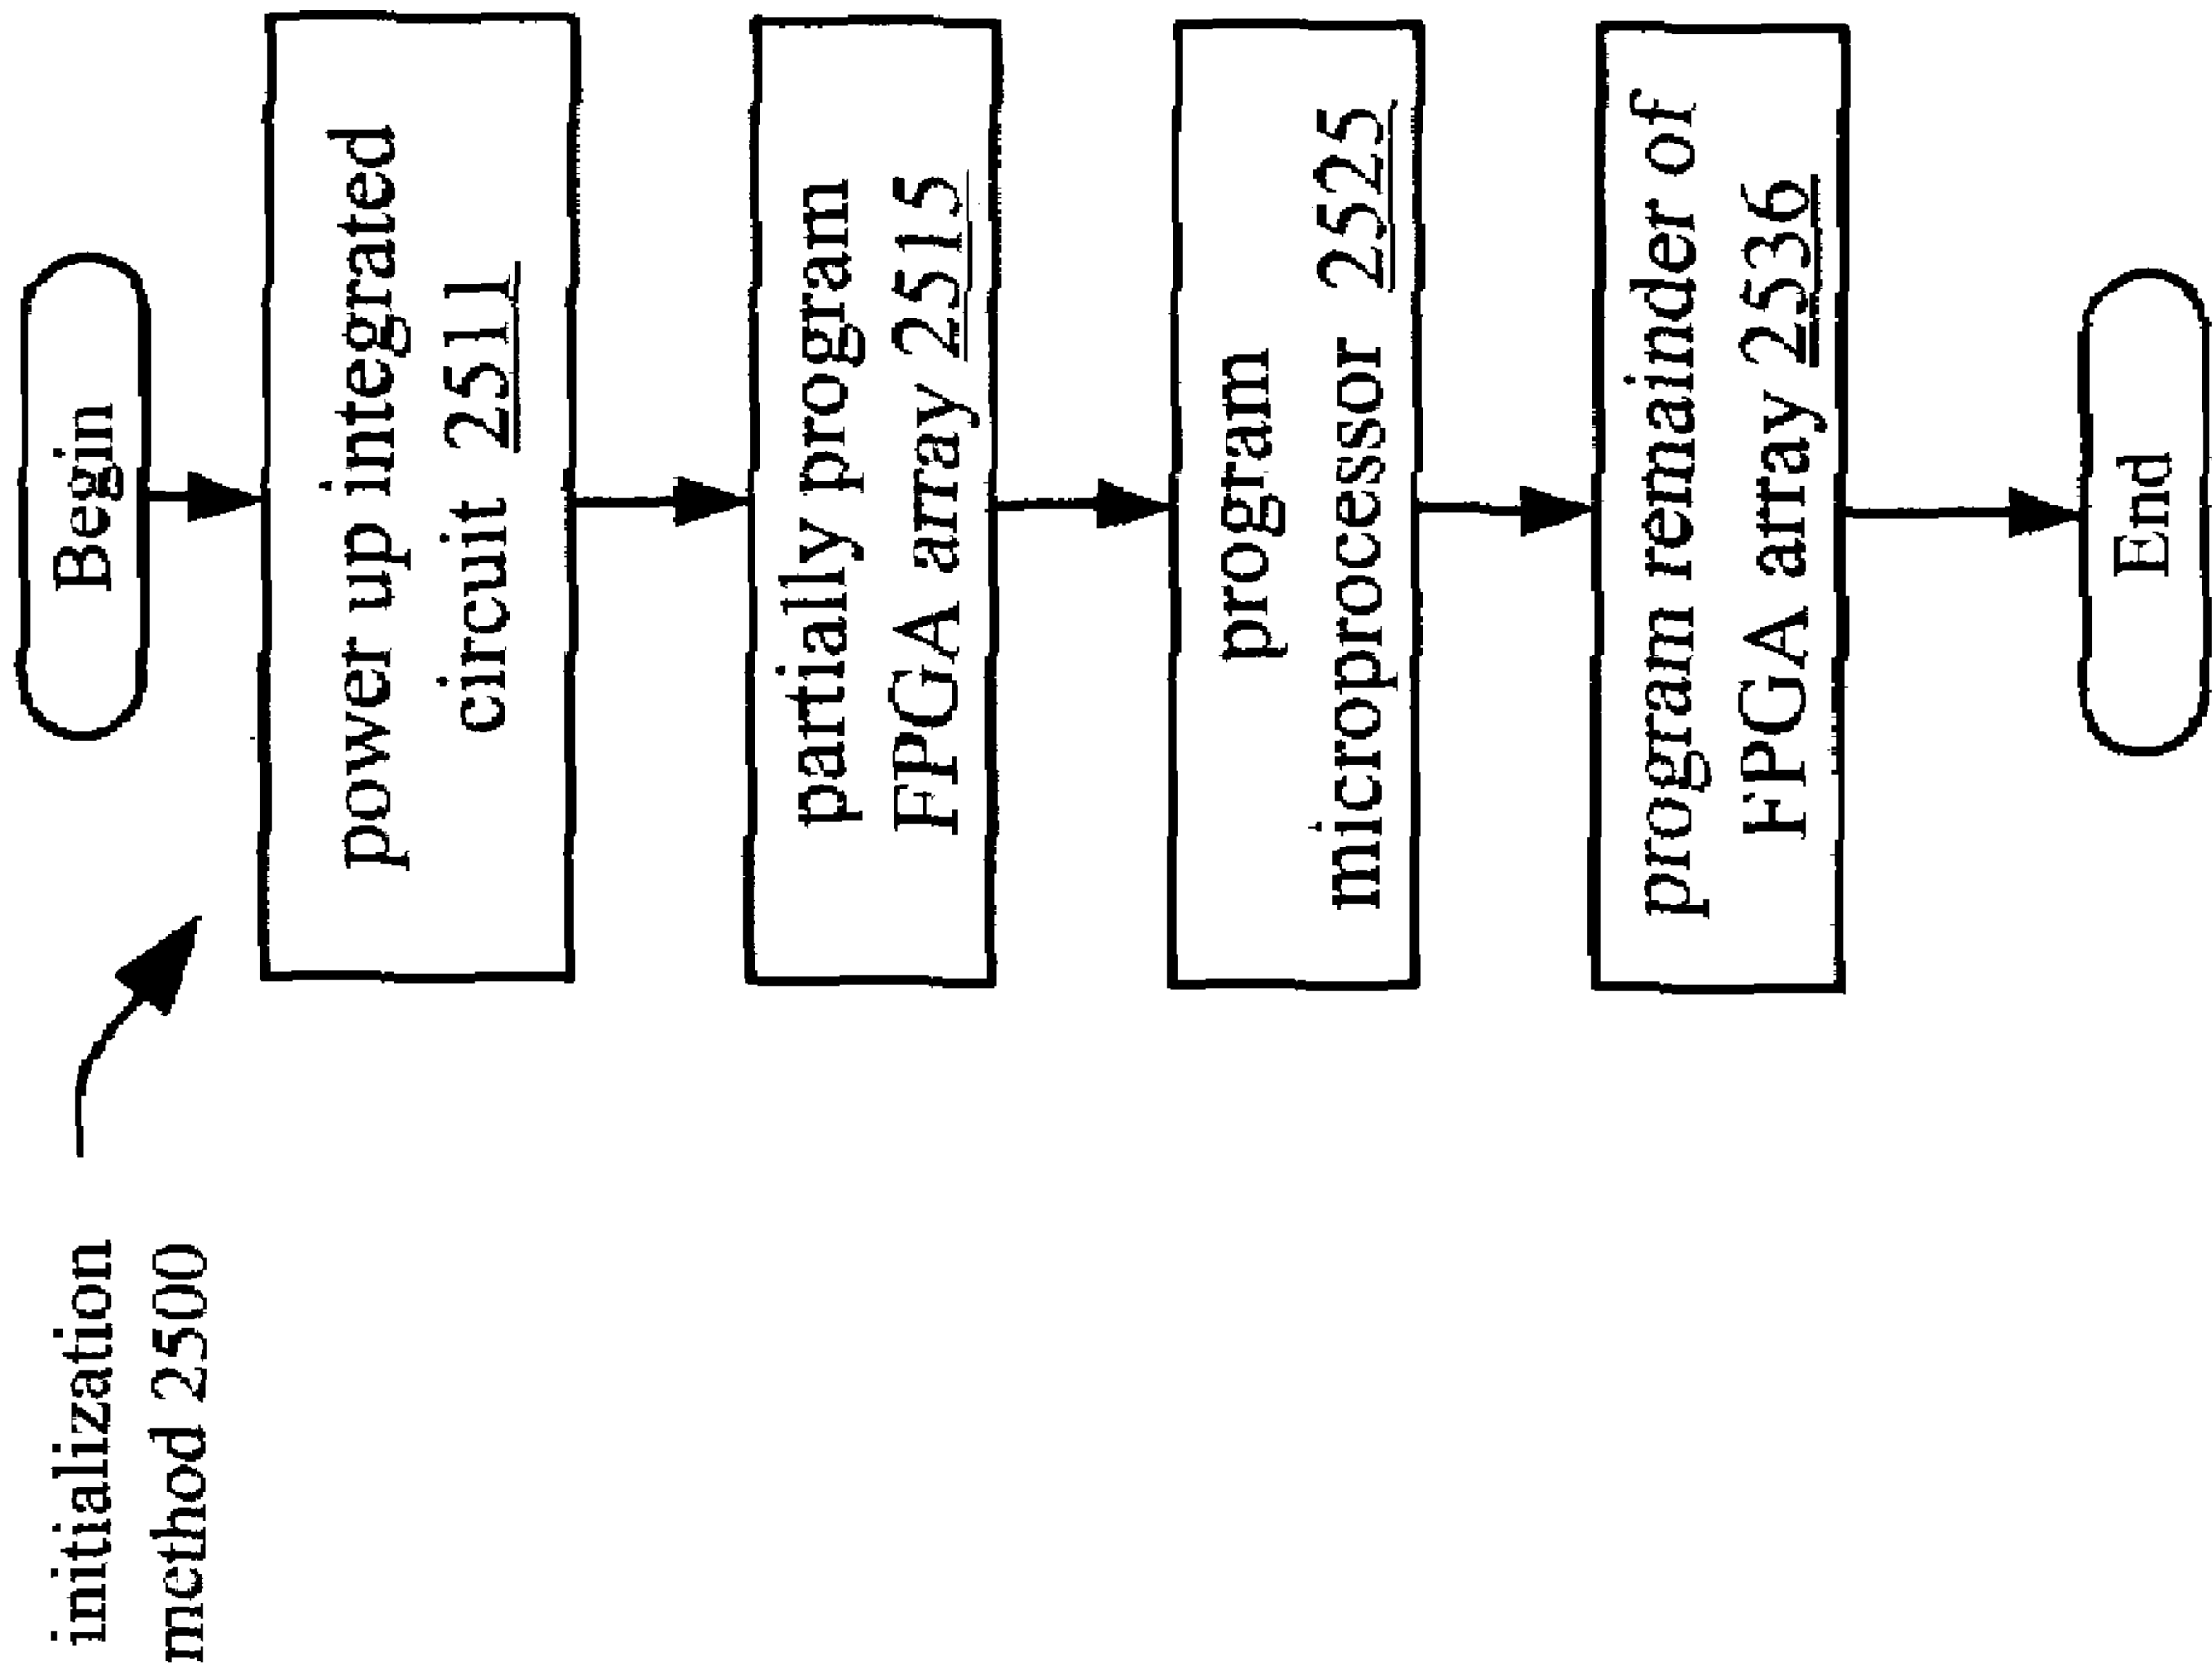 initialization
method 2500
Begin
power up integrated
circuit 2511
partially program
FPGA array 2515
program
microprocessor 2525
program remainder of
FPGA array 2536
End